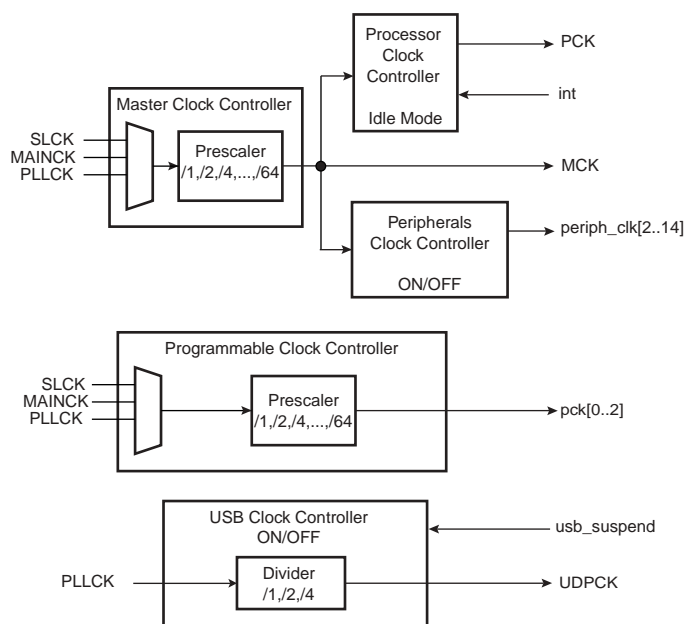 Processor
Clock
Controller
Idle Mode
PCK
int
Master Clock Controller
SLCK
MAINCK
PLLCK
Prescaler
/1,/2,/4,...,/64
MCK
Peripherals
Clock Controller
ON/OFF
periph_clk[2..14]
Programmable Clock Controller
SLCK
MAINCK
PLLCK
Prescaler
/1,/2,/4,...,/64
pck[0..2]
USB Clock Controller
ON/OFF
usb_suspend
PLLCK
Divider
/1,/2,/4
UDPCK